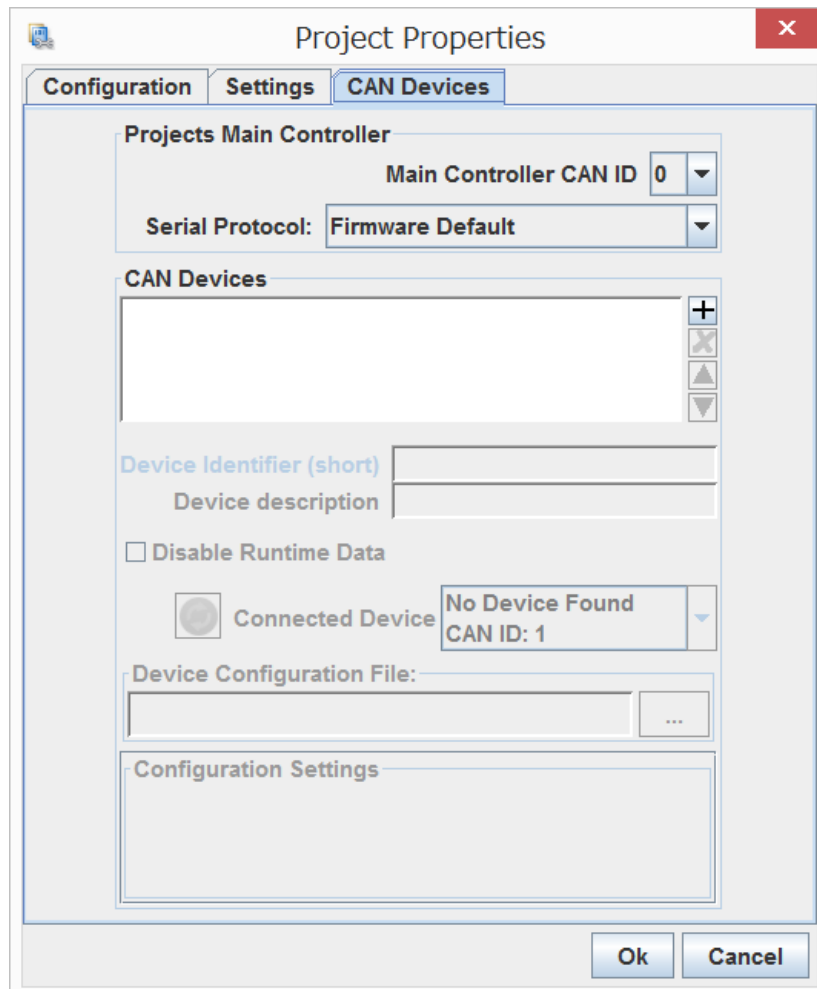 Project Properties
Configuration Settings CAN Devices
Projects Main Controller
Main Controller CAN ID 0
Serial Protocol: Firmware Default
CAN Devices
Device Identifier (short)
Device description
Disable Runtime Data
Connected Device No Device Found
CAN ID: 1
Device Configuration File:
...
Configuration Settings
Ok Cancel